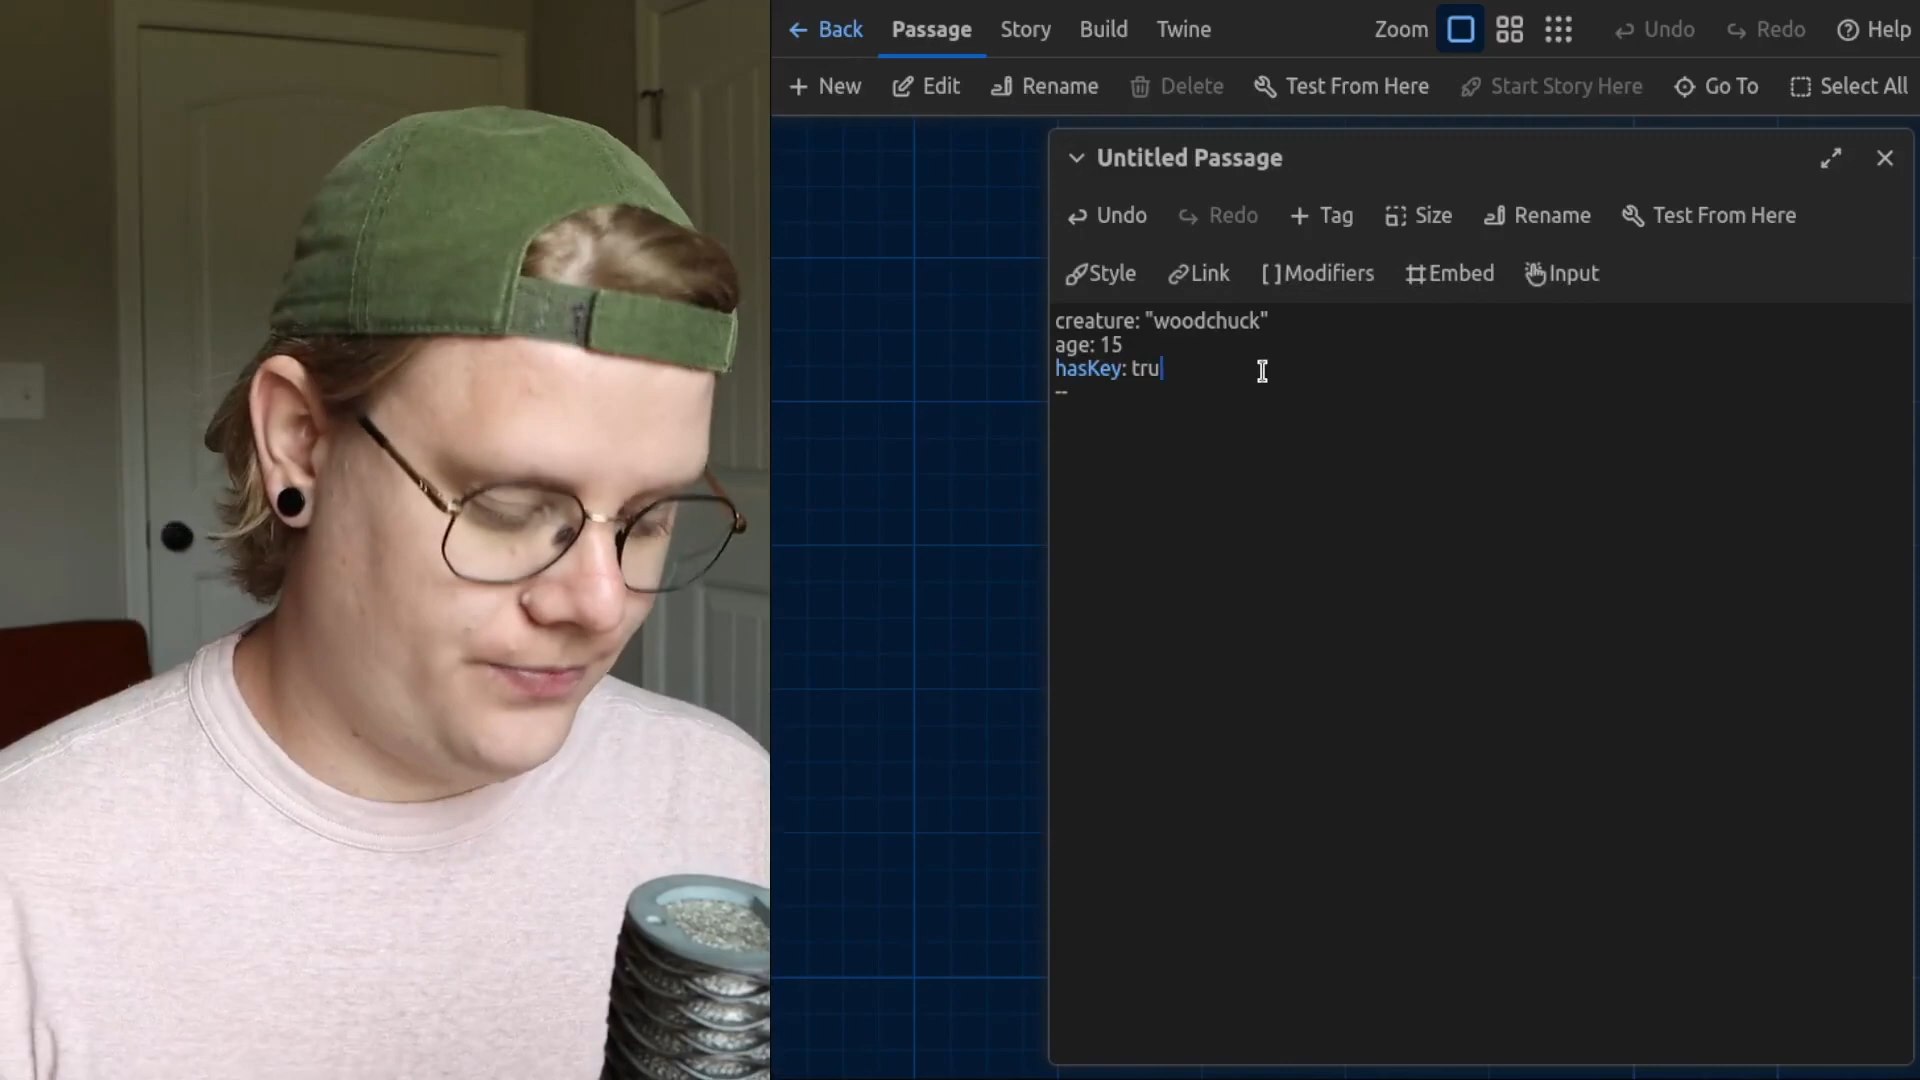 ← Back Passage Story Build Twine Zoom Undo Redo Help
+ New Edit Rename Delete Test From Here Start Story Here Go To Select All
Untitled Passage
Undo Redo + Tag Size Rename Test From Here
Style Link [ ]Modifiers Embed Input
creature: "woodchuck"
age: 15
hasKey: tru
--